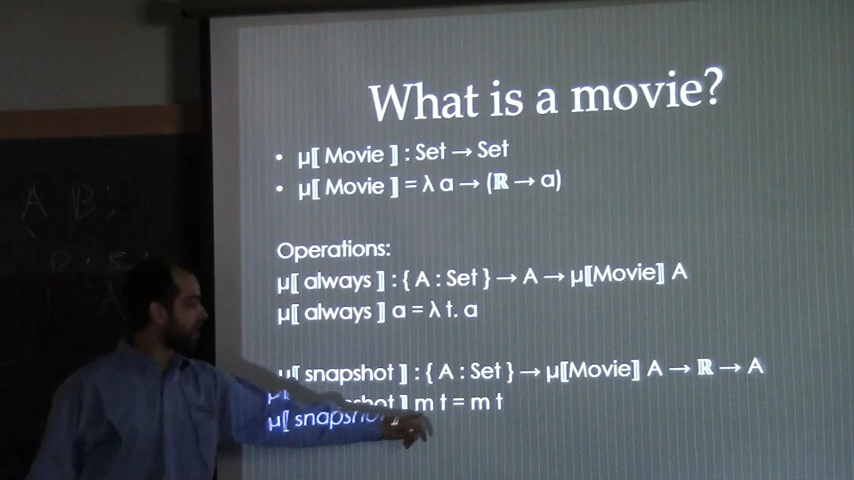 What is a movie?
• μ⟦ Movie ⟧ : Set → Set
• μ⟦ Movie ⟧ = λ a → (ℝ → a)
Operations:
μ⟦ always ⟧ : { A : Set } → A → μ⟦Movie⟧ A
μ⟦ always ⟧ a = λ t. a
μ⟦ snapshot ⟧ : { A : Set } → μ⟦Movie⟧ A → ℝ → A
m t = m t
A B